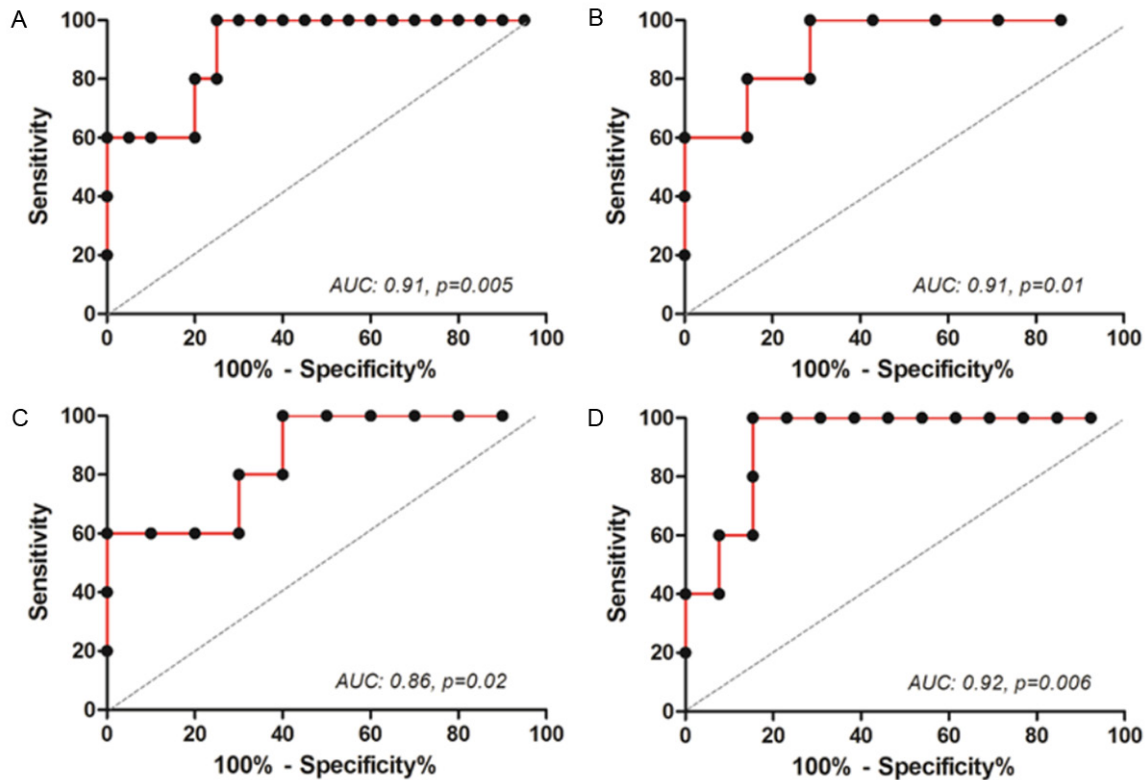 A
100
80
60
40
20
0
Sensitivity
0 20 40 60 80 100
100% - Specificity%
AUC: 0.91, p=0.005
B
100
80
60
40
20
0
Sensitivity
0 20 40 60 80 100
100% - Specificity%
AUC: 0.91, p=0.01
C
100
80
60
40
20
0
Sensitivity
0 20 40 60 80 100
100% - Specificity%
AUC: 0.86, p=0.02
D
100
80
60
40
20
0
Sensitivity
0 20 40 60 80 100
100% - Specificity%
AUC: 0.92, p=0.006